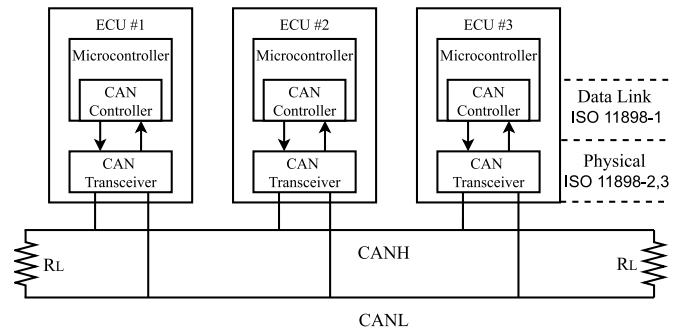 ECU #1
Microcontroller
CAN
Controller
CAN
Transceiver
ECU #2
Microcontroller
CAN
Controller
CAN
Transceiver
ECU #3
Microcontroller
CAN
Controller
CAN
Transceiver
Data Link
ISO 11898-1
Physical
ISO 11898-2,3
RL
CANH
RL
CANL